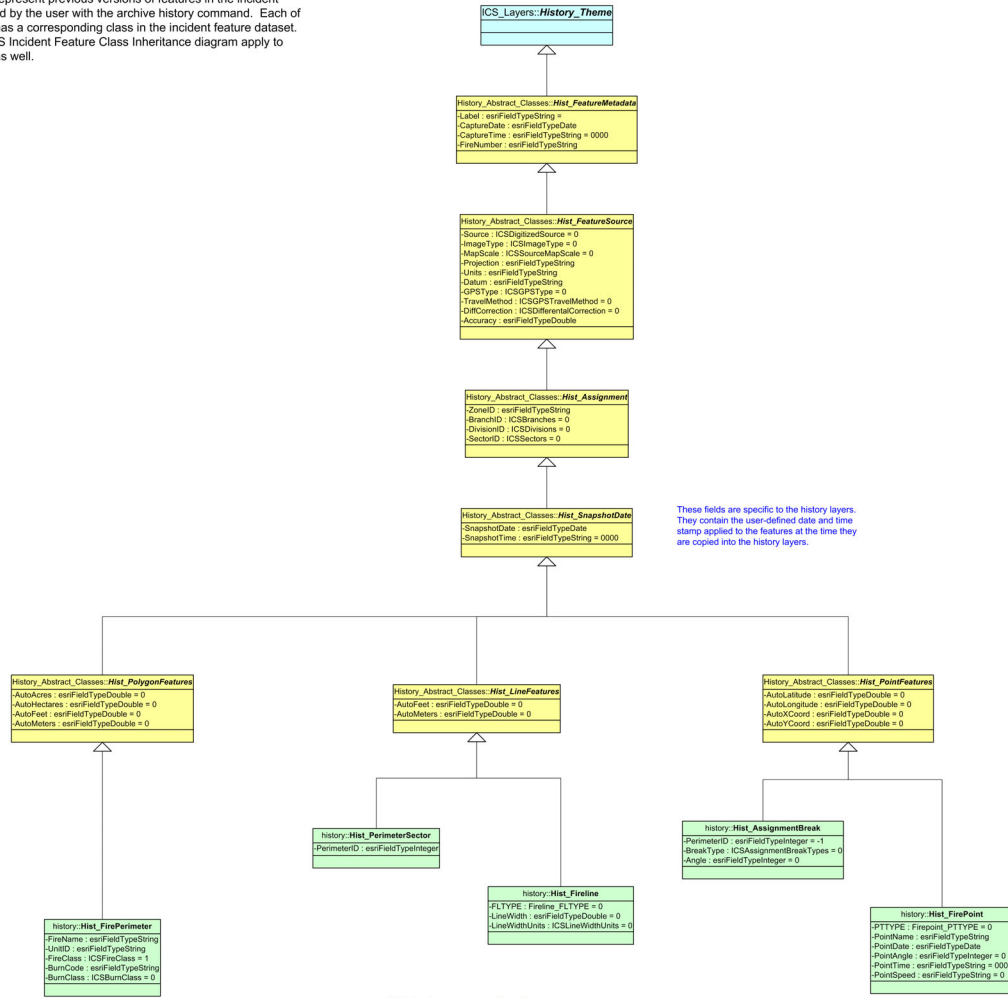 represent previous versions of features in the incident
d by the user with the archive history command.  Each of
has a corresponding class in the incident feature dataset.
S Incident Feature Class Inheritance diagram apply to
s well.
ICS_Layers::History_Theme
History_Abstract_Classes::Hist_FeatureMetadata
-Label : esriFieldTypeString =
-CaptureDate : esriFieldTypeDate
-CaptureTime : esriFieldTypeString = 0000
-FireNumber : esriFieldTypeString
History_Abstract_Classes::Hist_FeatureSource
-Source : ICSDigitizedSource = 0
-ImageType : ICSImageType = 0
-MapScale : ICSSourceMapScale = 0
-Projection : esriFieldTypeString
-Units : esriFieldTypeString
-Datum : esriFieldTypeString
-GPSType : ICSGPSType = 0
-TravelMethod : ICSGPSTravelMethod = 0
-DiffCorrection : ICSDifferentalCorrection = 0
-Accuracy : esriFieldTypeDouble
History_Abstract_Classes::Hist_Assignment
-ZoneID : esriFieldTypeString
-BranchID : ICSBranches = 0
-DivisionID : ICSDivisions = 0
-SectorID : ICSSectors = 0
History_Abstract_Classes::Hist_SnapshotDate
-SnapshotDate : esriFieldTypeDate
-SnapshotTime : esriFieldTypeString = 0000
These fields are specific to the history layers.
They contain the user-defined date and time
stamp applied to the features at the time they
are copied into the history layers.
History_Abstract_Classes::Hist_PolygonFeatures
-AutoAcres : esriFieldTypeDouble = 0
-AutoHectares : esriFieldTypeDouble = 0
-AutoFeet : esriFieldTypeDouble = 0
-AutoMeters : esriFieldTypeDouble = 0
History_Abstract_Classes::Hist_LineFeatures
-AutoFeet : esriFieldTypeDouble = 0
-AutoMeters : esriFieldTypeDouble = 0
History_Abstract_Classes::Hist_PointFeatures
-AutoLatitude : esriFieldTypeDouble = 0
-AutoLongitude : esriFieldTypeDouble = 0
-AutoXCoord : esriFieldTypeDouble = 0
-AutoYCoord : esriFieldTypeDouble = 0
history::Hist_PerimeterSector
-PerimeterID : esriFieldTypeInteger
history::Hist_AssignmentBreak
-PerimeterID : esriFieldTypeInteger = -1
-BreakType : ICSAssignmentBreakTypes = 0
-Angle : esriFieldTypeInteger = 0
history::Hist_Fireline
-FLTYPE : Fireline_FLTYPE = 0
-LineWidth : esriFieldTypeDouble = 0
-LineWidthUnits : ICSLineWidthUnits = 0
history::Hist_FirePerimeter
-FireName : esriFieldTypeString
-UnitID : esriFieldTypeString
-FireClass : ICSFireClass = 1
-BurnCode : esriFieldTypeString
-BurnClass : ICSBurnClass = 0
history::Hist_FirePoint
-PTTYPE : Firepoint_PTTYPE = 0
-PointName : esriFieldTypeString
-PointDate : esriFieldTypeDate
-PointAngle : esriFieldTypeInteger = 0
-PointTime : esriFieldTypeString = 000
-PointSpeed : esriFieldTypeString = 0